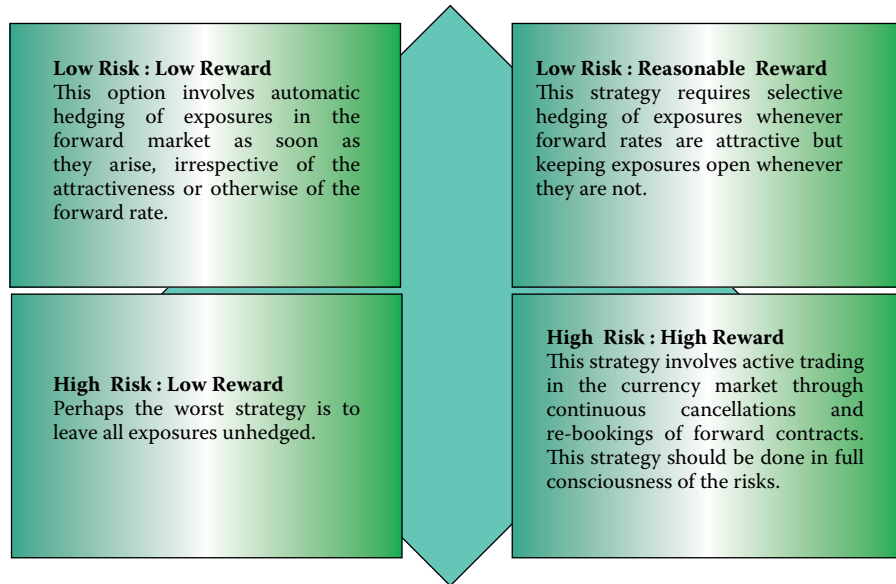 Low Risk : Low Reward
This option involves automatic
hedging of exposures in the
forward market as soon as
they arise, irrespective of the
attractiveness or otherwise of the
forward rate.
Low Risk : Reasonable Reward
This strategy requires selective
hedging of exposures whenever
forward rates are attractive but
keeping exposures open whenever
they are not.
High Risk : Low Reward
Perhaps the worst strategy is to
leave all exposures unhedged.
High Risk : High Reward
This strategy involves active trading
in the currency market through
continuous cancellations and
re-bookings of forward contracts.
This strategy should be done in full
consciousness of the risks.